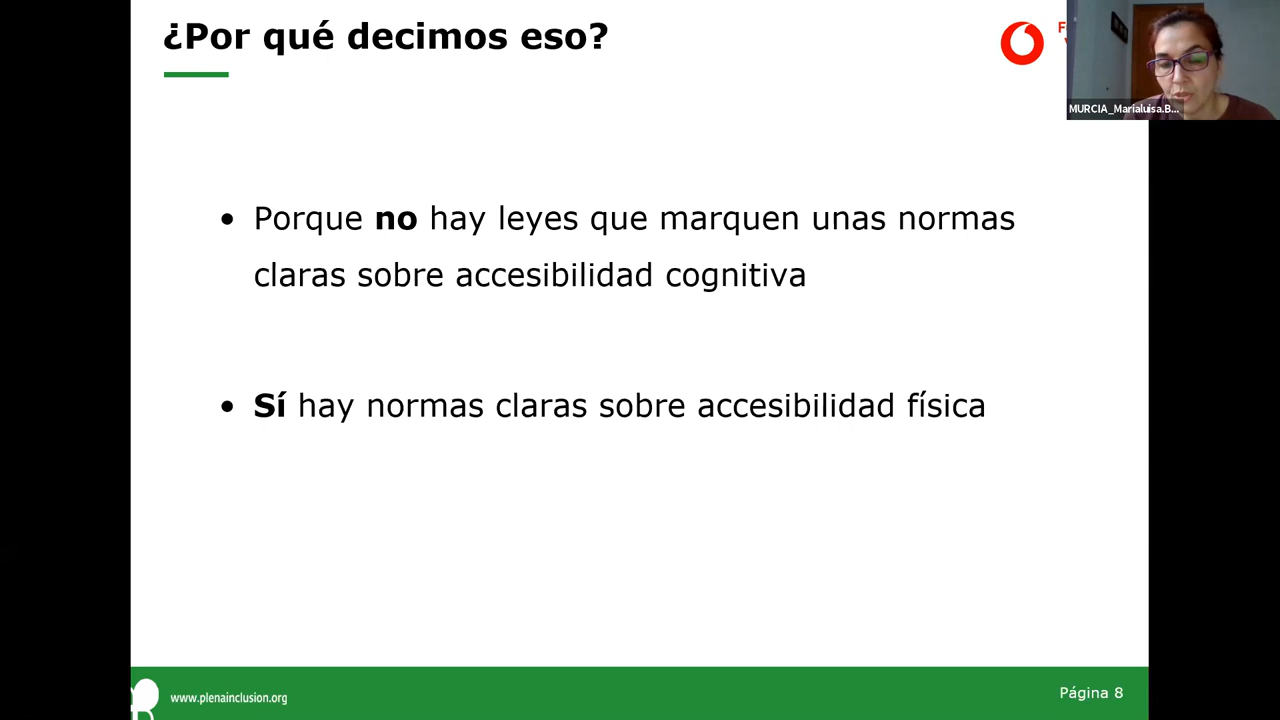 ¿Por qué decimos eso?
MURCIA_Marialuisa.B...
• Porque no hay leyes que marquen unas normas
claras sobre accesibilidad cognitiva
• Sí hay normas claras sobre accesibilidad física
www.plenainclusion.org
Página 8